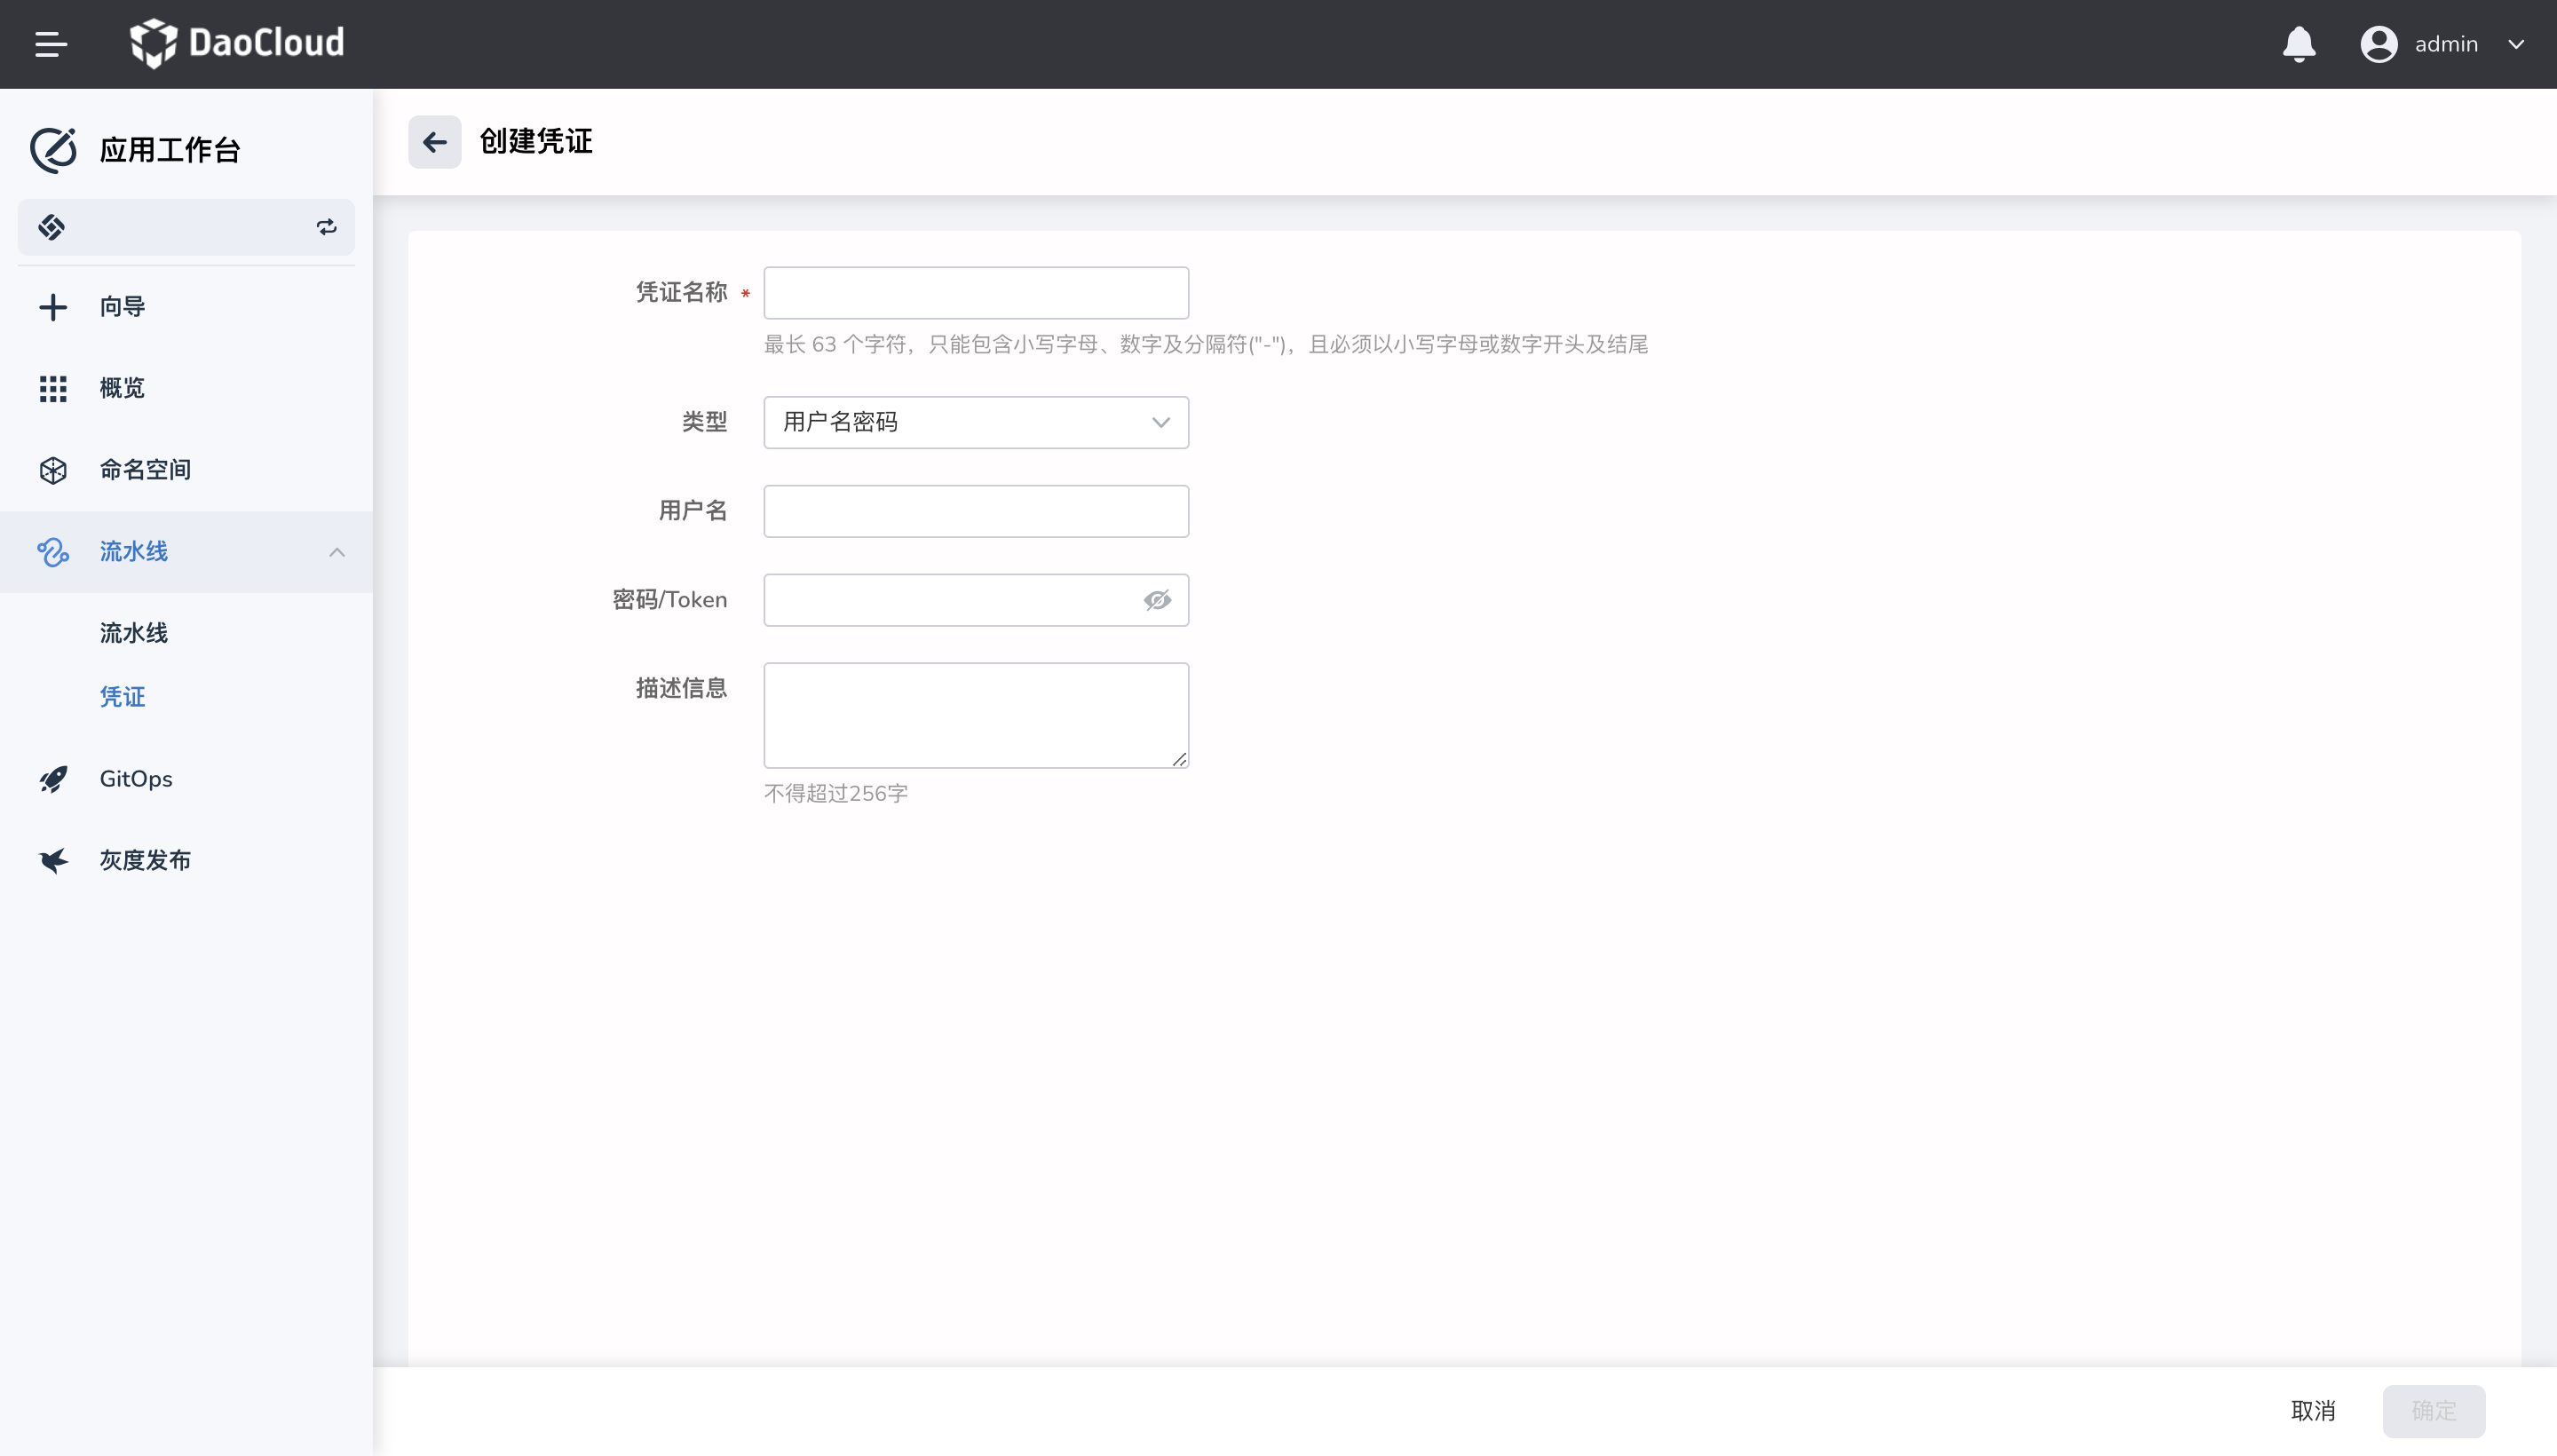 DaoCloud
admin
应用工作台
向导
概览
命名空间
流水线
流水线
凭证
GitOps
灰度发布
创建凭证
凭证名称 *
最长 63 个字符，只能包含小写字母、数字及分隔符("-")，且必须以小写字母或数字开头及结尾
类型 用户名密码
用户名
密码/Token
描述信息
不得超过256字
取消 确定